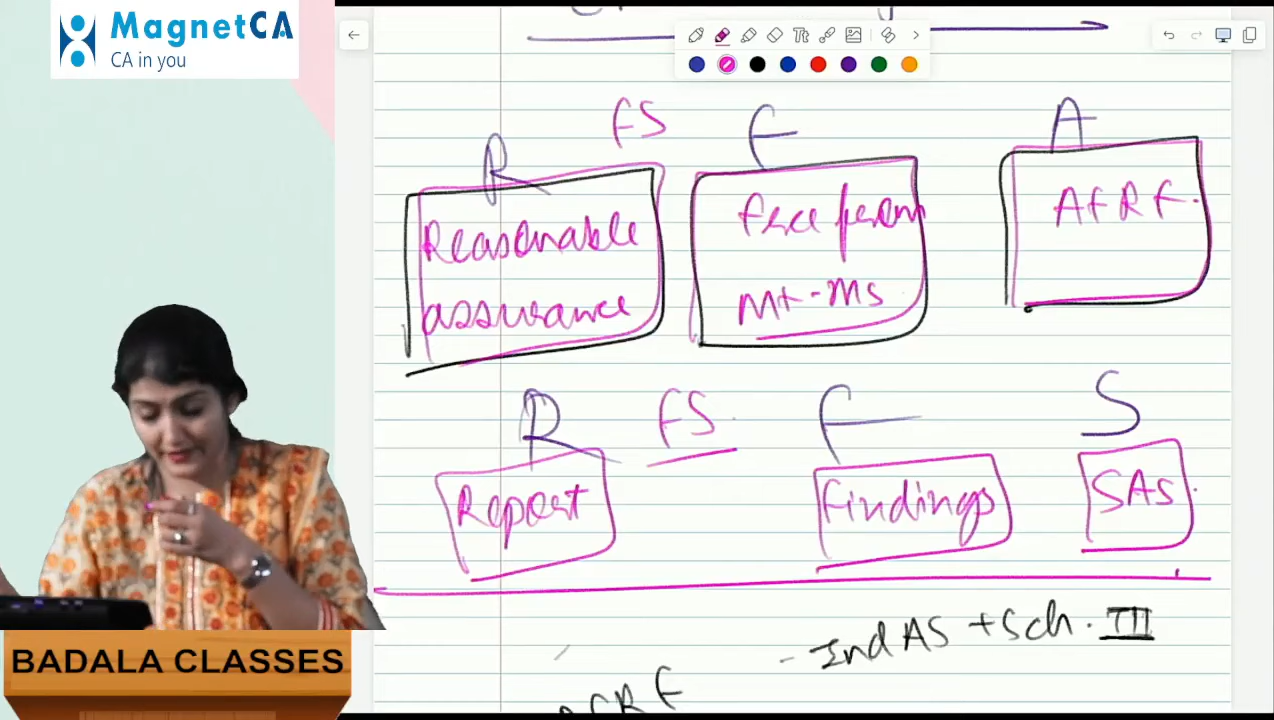 MagnetCA
CA in you
R FS F A
Reasonable
assurance
free from
Mt-Ms
AFRF.
R FS. F S
Report
Findings
SAS
- Ind AS + Sch. III
BADALA CLASSES